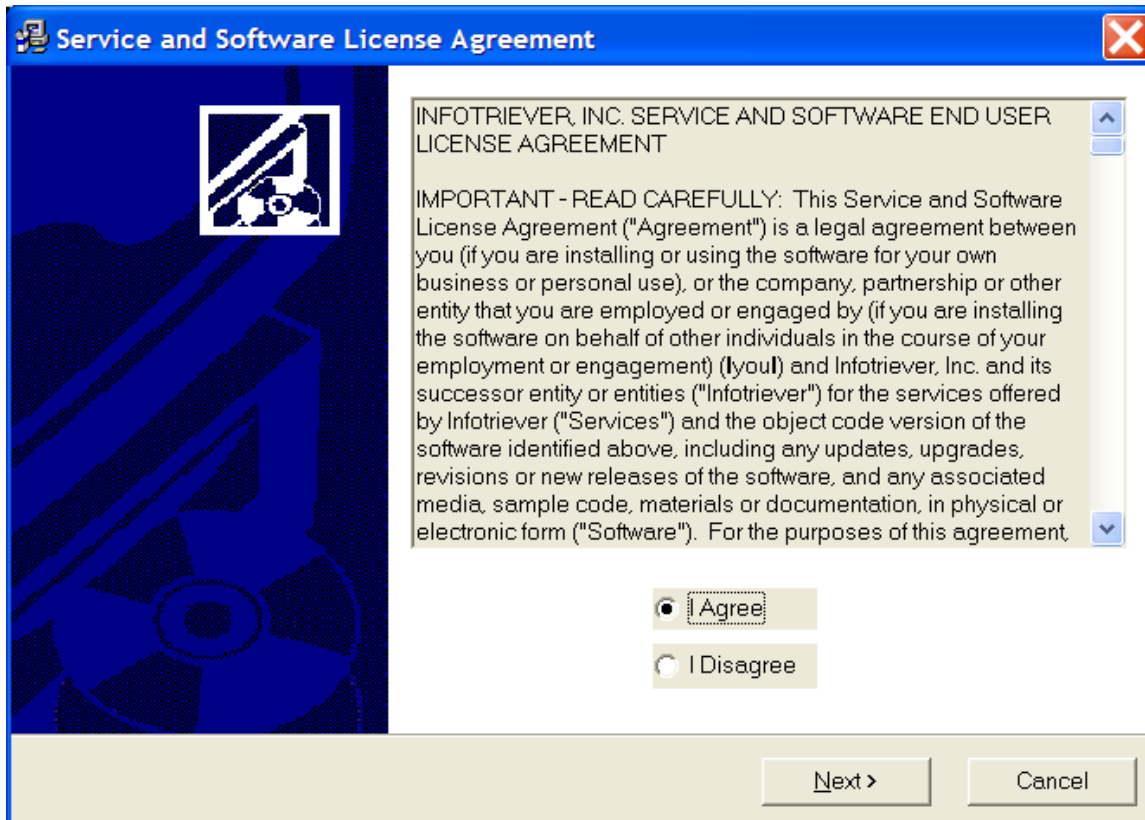 Service and Software License Agreement
INFOTRIEVER, INC. SERVICE AND SOFTWARE END USER
LICENSE AGREEMENT
IMPORTANT - READ CAREFULLY: This Service and Software
License Agreement ("Agreement") is a legal agreement between
you (if you are installing or using the software for your own
business or personal use), or the company, partnership or other
entity that you are employed or engaged by (if you are installing
the software on behalf of other individuals in the course of your
employment or engagement) (IyouI) and Infotriever, Inc. and its
successor entity or entities ("Infotriever") for the services offered
by Infotriever ("Services") and the object code version of the
software identified above, including any updates, upgrades,
revisions or new releases of the software, and any associated
media, sample code, materials or documentation, in physical or
electronic form ("Software"). For the purposes of this agreement,
I Agree
I Disagree
Next >
Cancel